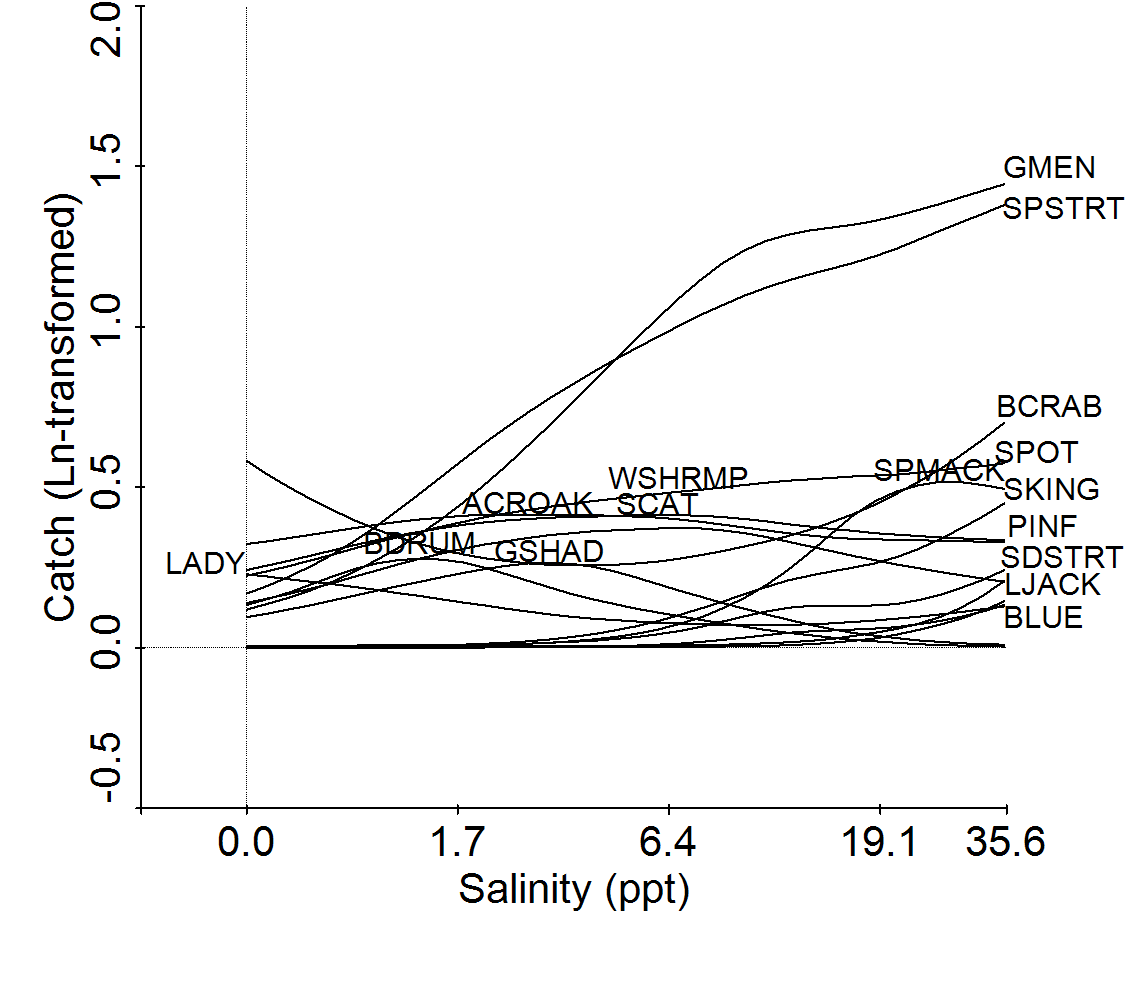 2.0
1.5
1.0
0.5
0.0
-0.5
Catch (Ln-transformed)
GMEN
SPSTRT
BCRAB
SPOT
SPMACK
WSHRMP
SKING
ACROAK
SCAT
PINF
BDRUM
GSHAD
SDSTRT
LADY
LJACK
BLUE
0.0 1.7 6.4 19.1 35.6
Salinity (ppt)